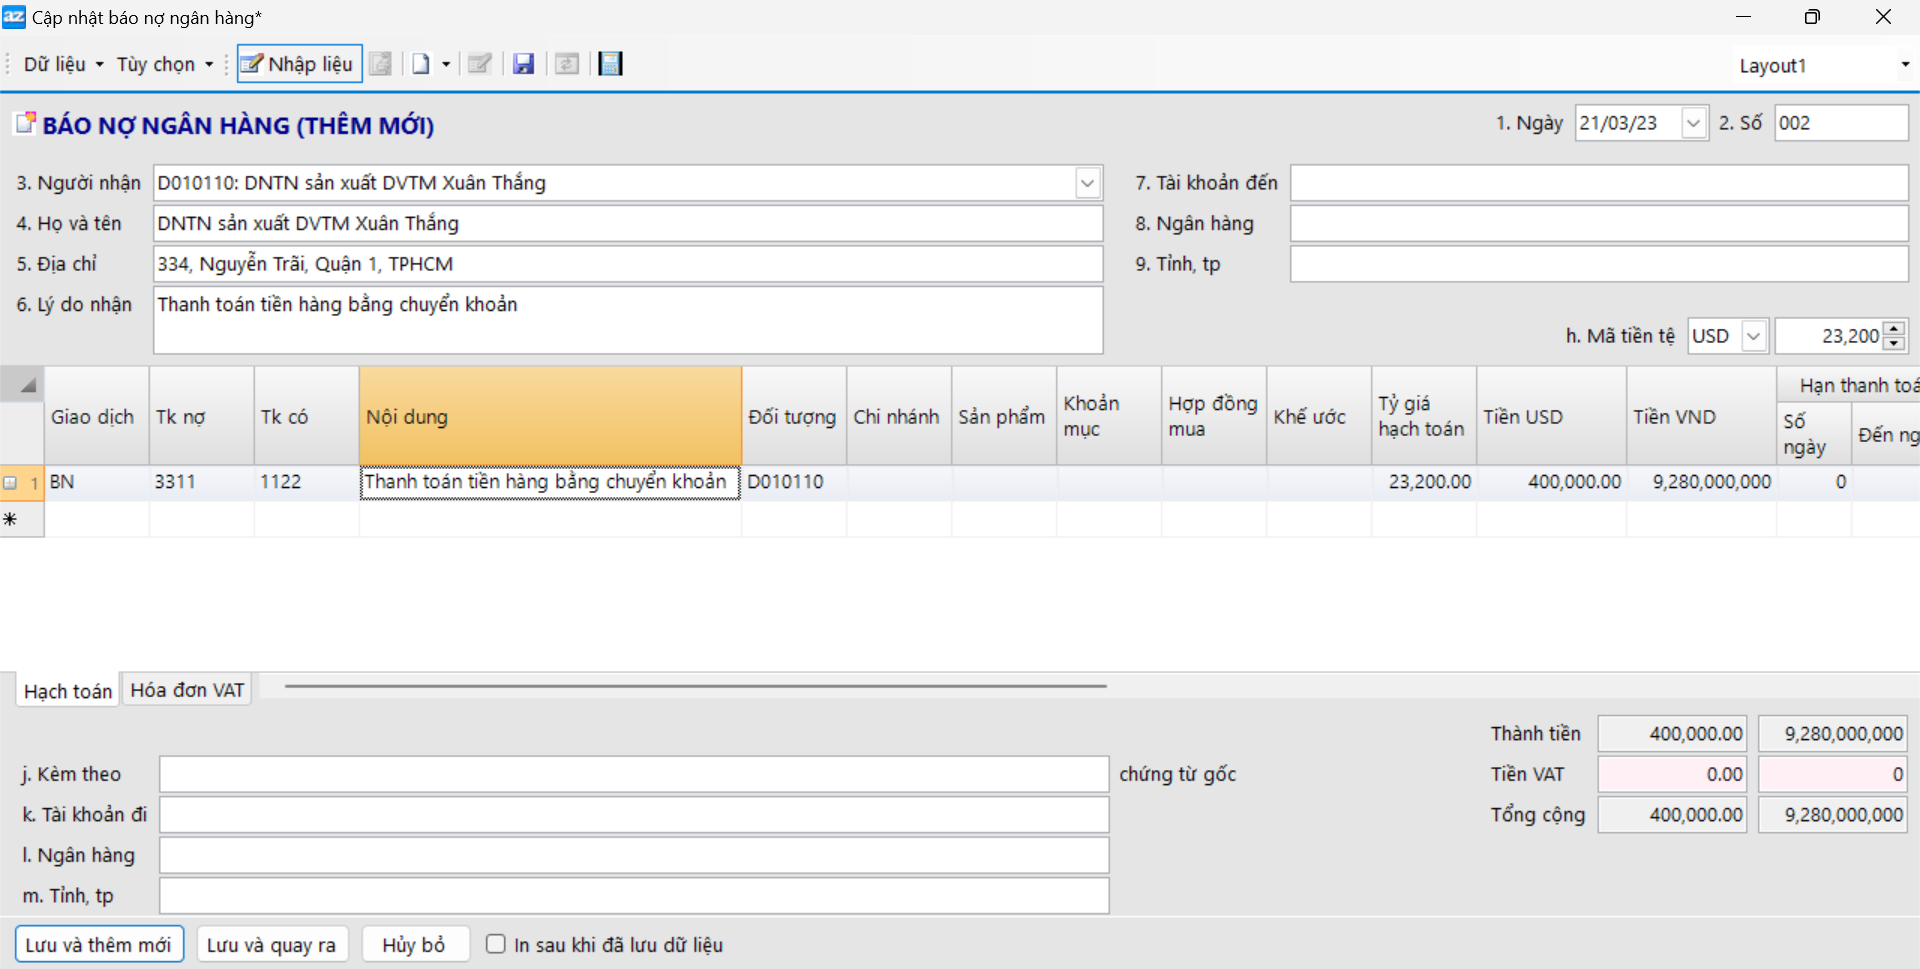 az Cập nhật báo nợ ngân hàng*
Dữ liệu Tùy chọn Nhập liệu Layout1
BÁO NỢ NGÂN HÀNG (THÊM MỚI) 1. Ngày 21/03/23 2. Số 002
3. Người nhận D010110: DNTN sản xuất DVTM Xuân Thắng 7. Tài khoản đến
4. Họ và tên DNTN sản xuất DVTM Xuân Thắng 8. Ngân hàng
5. Địa chỉ 334, Nguyễn Trãi, Quận 1, TPHCM 9. Tỉnh, tp
6. Lý do nhận Thanh toán tiền hàng bằng chuyển khoản
h. Mã tiền tệ USD 23,200
Giao dịch Tk nợ Tk có Nội dung Đối tượng Chi nhánh Sản phẩm Khoản mục Hợp đồng mua Khế ước Tỷ giá hạch toán Tiền USD Tiền VND Hạn thanh toá Số ngày Đến ng
1 BN 3311 1122 Thanh toán tiền hàng bằng chuyển khoản D010110 23,200.00 400,000.00 9,280,000,000 0
Hạch toán Hóa đơn VAT
Thành tiền 400,000.00 9,280,000,000
j. Kèm theo chứng từ gốc Tiền VAT 0.00 0
k. Tài khoản đi Tổng cộng 400,000.00 9,280,000,000
l. Ngân hàng
m. Tỉnh, tp
Lưu và thêm mới Lưu và quay ra Hủy bỏ In sau khi đã lưu dữ liệu